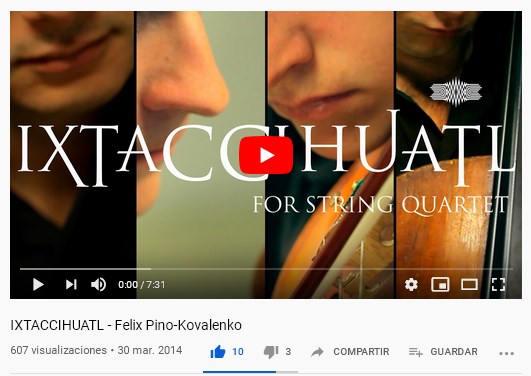 IXTACCIHUATL
FOR STRING QUARTET
0:00 / 7:31
IXTACCIHUATL - Felix Pino-Kovalenko
607 visualizaciones • 30 mar. 2014
10
3
COMPARTIR
GUARDAR